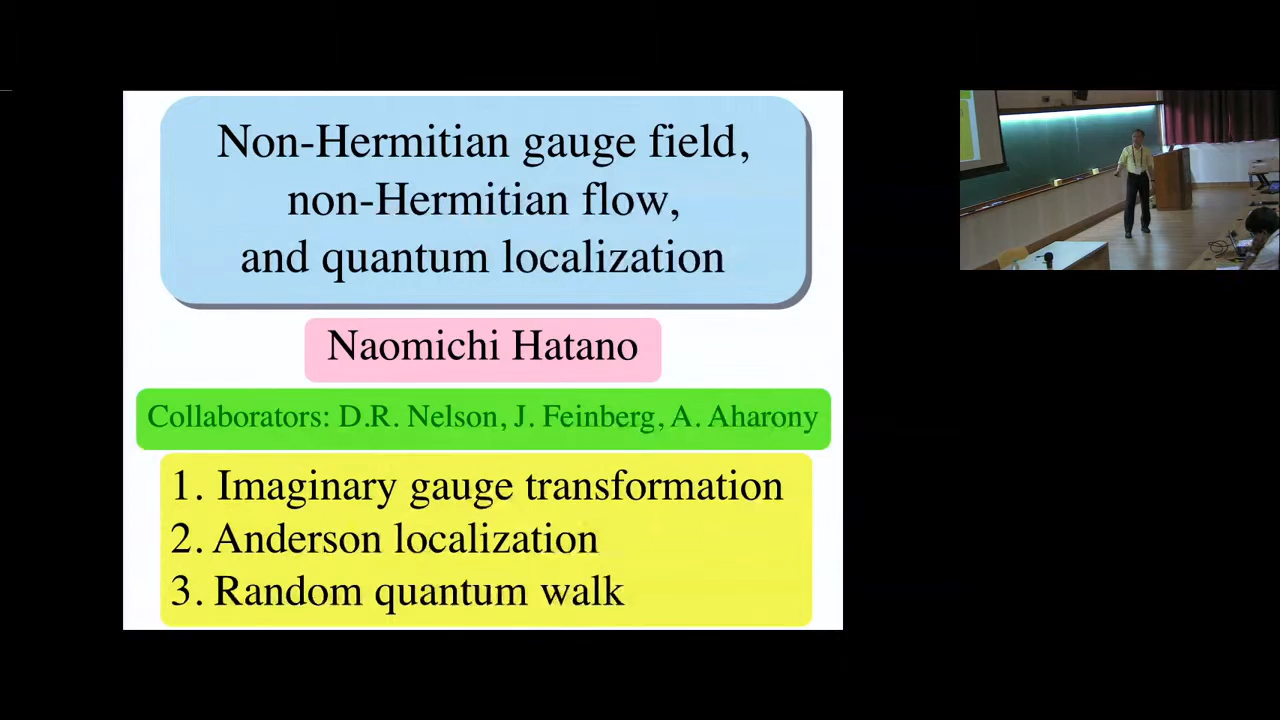 Non-Hermitian gauge field,
non-Hermitian flow,
and quantum localization
Naomichi Hatano
Collaborators: D.R. Nelson, J. Feinberg, A. Aharony
1. Imaginary gauge transformation
2. Anderson localization
3. Random quantum walk